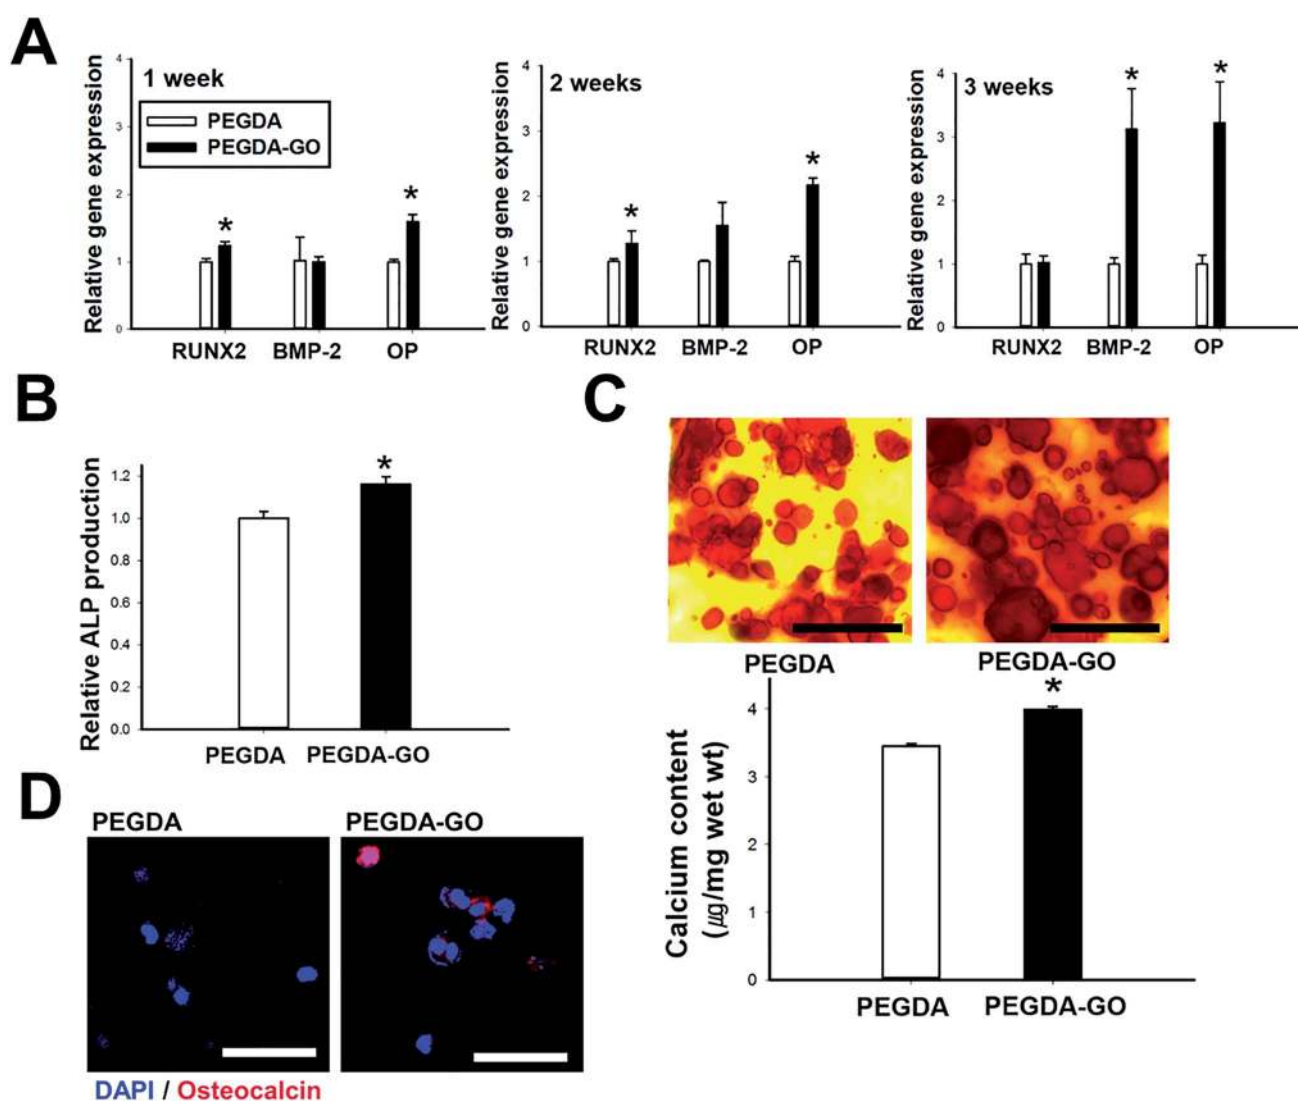 A
1 week
PEGDA
PEGDA-GO
Relative gene expression
4
3
2
1
0
RUNX2 BMP-2 OP
2 weeks
Relative gene expression
4
3
2
1
0
RUNX2 BMP-2 OP
3 weeks
Relative gene expression
4
3
2
1
0
RUNX2 BMP-2 OP
* * * * * *
B
Relative ALP production
1.2
1.0
0.8
0.6
0.4
0.2
0.0
*
PEGDA PEGDA-GO
C
PEGDA PEGDA-GO
*
Calcium content
(μg/mg wet wt)
4
3
2
1
0
PEGDA PEGDA-GO
D
PEGDA PEGDA-GO
DAPI / Osteocalcin